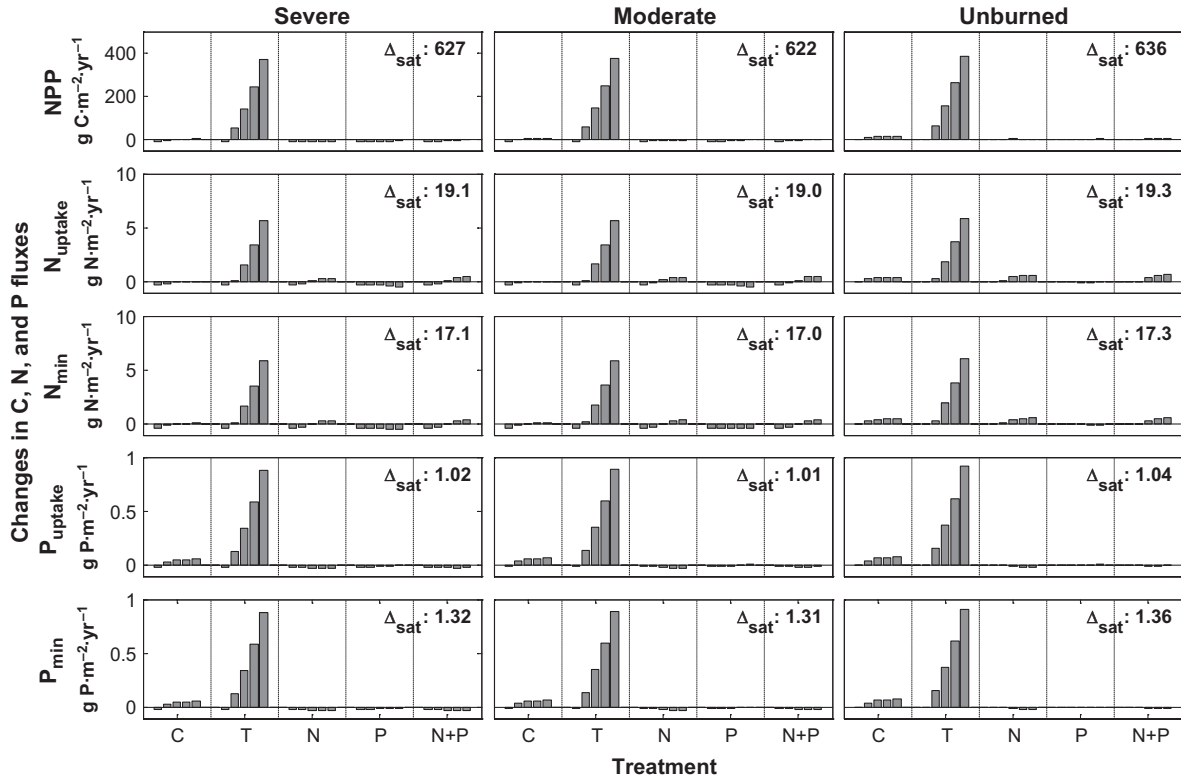 Severe Moderate Unburned
Changes in C, N, and P fluxes
NPP
g C·m⁻²·yr⁻¹
400
200
0
Δsat: 627
Δsat: 622
Δsat: 636
Nuptake
g N·m⁻²·yr⁻¹
10
5
0
Δsat: 19.1
Δsat: 19.0
Δsat: 19.3
Nmin
g N·m⁻²·yr⁻¹
10
5
0
Δsat: 17.1
Δsat: 17.0
Δsat: 17.3
Puptake
g P·m⁻²·yr⁻¹
1
0.5
0
Δsat: 1.02
Δsat: 1.01
Δsat: 1.04
Pmin
g P·m⁻²·yr⁻¹
1
0.5
0
Δsat: 1.32
Δsat: 1.31
Δsat: 1.36
C T N P N+P C T N P N+P C T N P N+P
Treatment